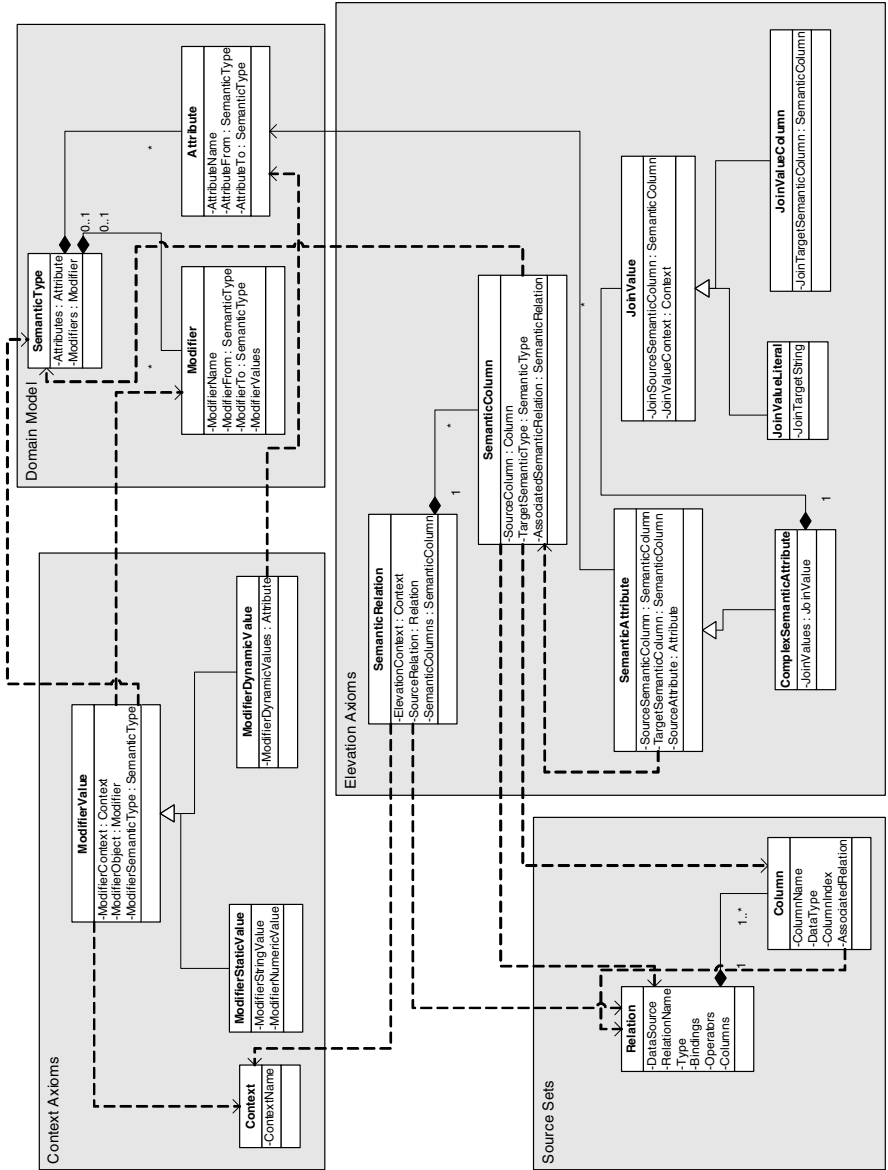 Context Axioms
ModifierValue
-ModifierContext : Context
-ModifierObject : Modifier
-ModifierSemanticType : SemanticType
Context
-ContextName
ModifierStaticValue
-ModifierStringValue
-ModifierNumericValue
ModifierDynamicValue
-ModifierDynamicValues : Attribute
Domain Model
SemanticType
-Attributes : Attribute
-Modifiers : Modifier
0..1
0..1
*
*
Modifier
-ModifierName
-ModifierFrom : SemanticType
-ModifierTo : SemanticType
-ModifierValues
Attribute
-AttributeName
-AttributeFrom : SemanticType
-AttributeTo : SemanticType
Source Sets
Relation
-DataSource
-RelationName
-Type
-Bindings
-Operators
-Columns
1
1..*
Column
-ColumnName
-DataType
-ColumnIndex
-AssociatedRelation
Elevation Axioms
SemanticRelation
-ElevationContext : Context
-SourceRelation : Relation
-SemanticColumns : SemanticColumn
1
*
SemanticColumn
-SourceColumn : Column
-TargetSemanticType : SemanticType
-AssociatedSemanticRelation : SemanticRelation
*
SemanticAttribute
-SourceSemanticColumn : SemanticColumn
-TargetSemanticColumn : SemanticColumn
-SourceAttribute : Attribute
ComplexSemanticAttribute
-JoinValues : JoinValue
1
JoinValue
-JoinSourceSemanticColumn : SemanticColumn
-JoinValueContext : Context
JoinValueLiteral
-JoinTargetString
JoinValueColumn
-JoinTargetSemanticColumn : SemanticColumn